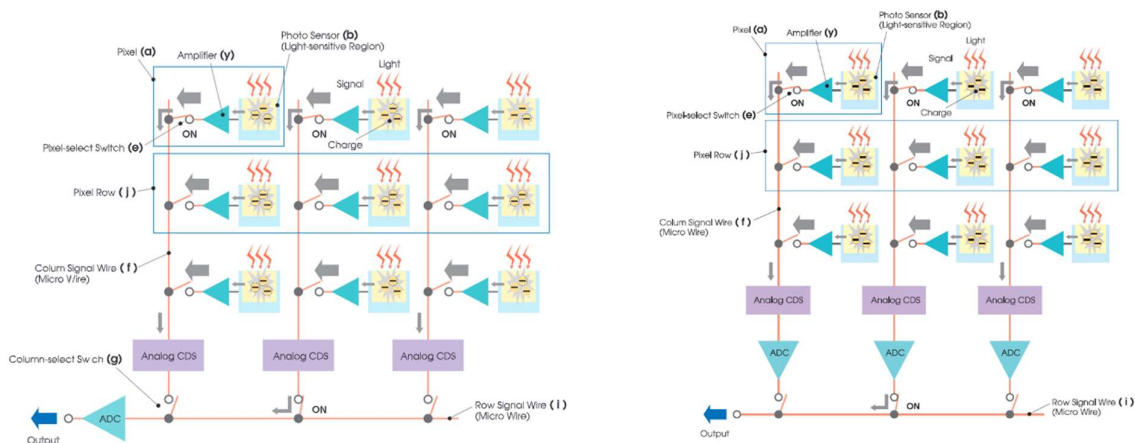 Pixel (a)
Amplifier (y)
Photo Sensor (b)
(Light-sensitive Region)
Light
Signal
ON
ON
Pixel-select Switch (e)
Charge
Pixel Row (j)
Colum Signal Wire (f)
(Micro Wire)
Analog CDS
Analog CDS
Analog CDS
Column-select Sw ch (g)
ON
ADC
Row Signal Wire (i)
(Micro Wire)
Output
Photo Sensor (b)
(Light-sensitive Region)
Pixel (a)
Amplifier (y)
Light
Signal
ON
ON
ON
Pixel-select Switch (e)
Charge
Pixel Row (j)
Colum Signal Wire (f)
(Micro Wire)
Analog CDS
Analog CDS
Analog CDS
ADC
ADC
ADC
ON
Row Signal Wire (i)
(Micro Wire)
Output